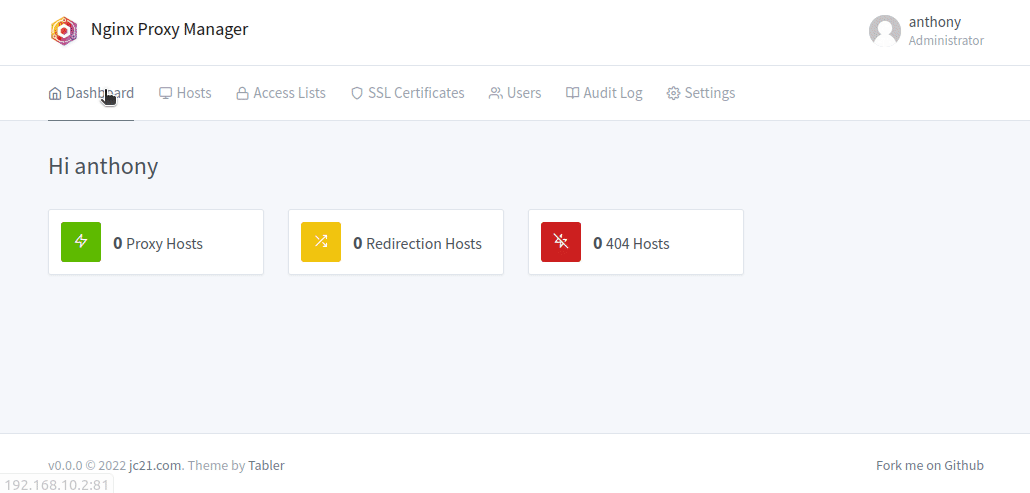 Nginx Proxy Manager
anthony
Administrator
Dashboard Hosts Access Lists SSL Certificates Users Audit Log Settings
Hi anthony
0 Proxy Hosts 0 Redirection Hosts 0 404 Hosts
v0.0.0 © 2022 jc21.com. Theme by Tabler Fork me on Github
192.168.10.2:81